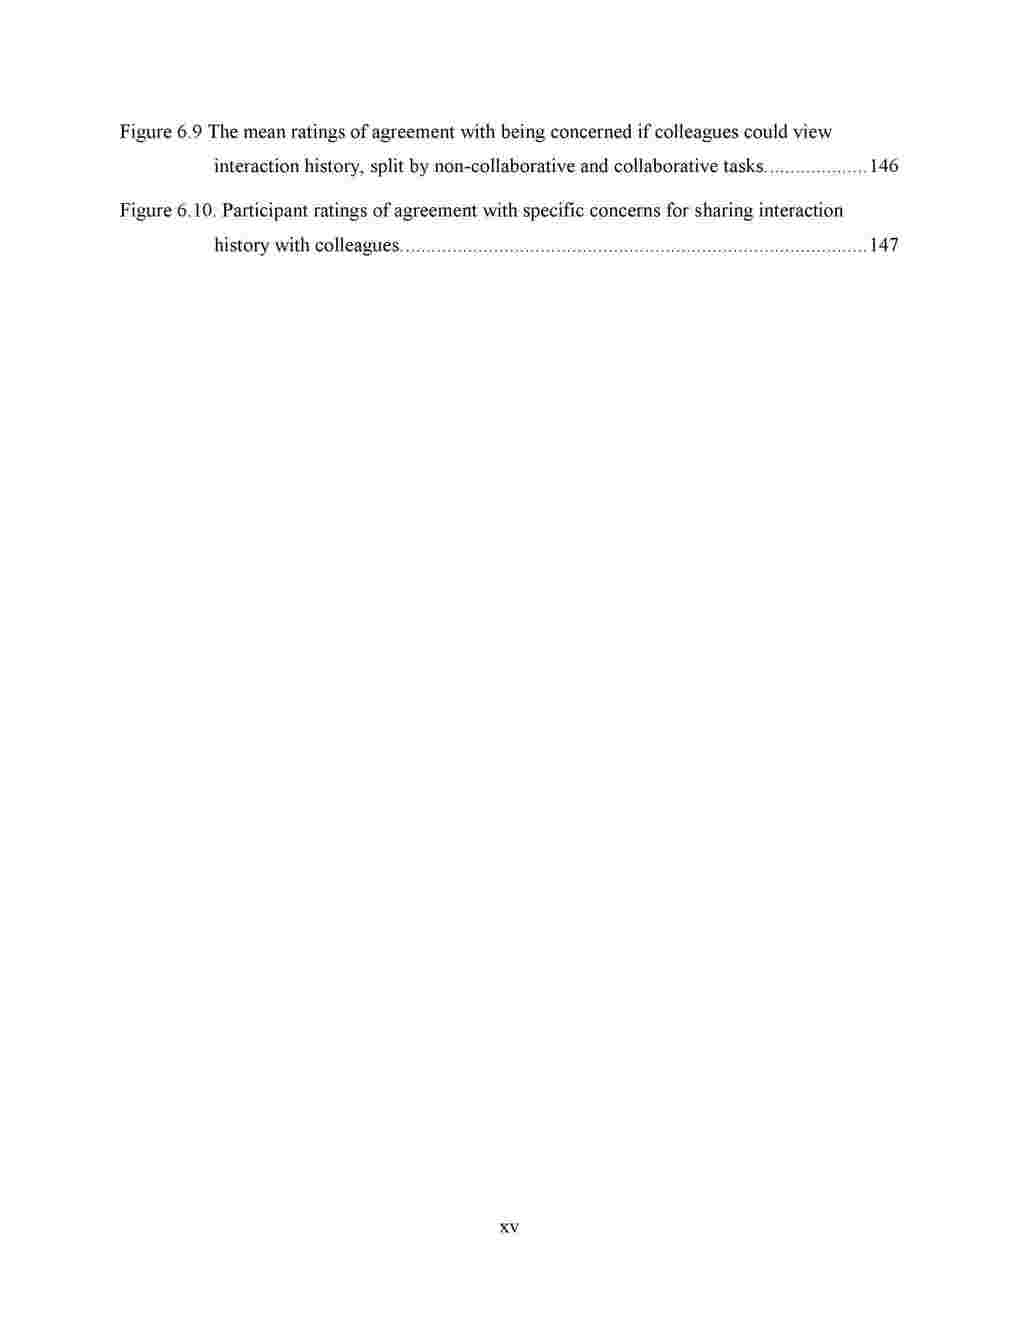 Figure 6.9 The mean ratings of agreement with being concerned if colleagues could view
interaction history, split by non-collaborative and collaborative tasks....................146
Figure 6.10. Participant ratings of agreement with specific concerns for sharing interaction
history with colleagues..........................................................................................147
xv